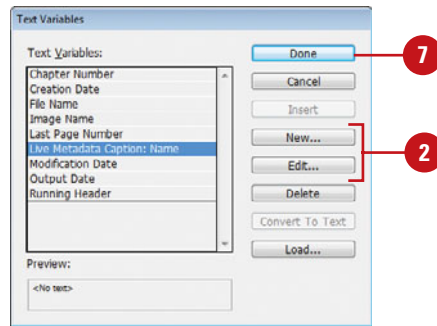 Text Variables
Text Variables:
Chapter Number
Creation Date
File Name
Image Name
Last Page Number
Live Metadata Caption: Name
Modification Date
Output Date
Running Header
Preview:
<No text>
Done
Cancel
Insert
New...
Edit...
Delete
Convert To Text
Load...
7
2